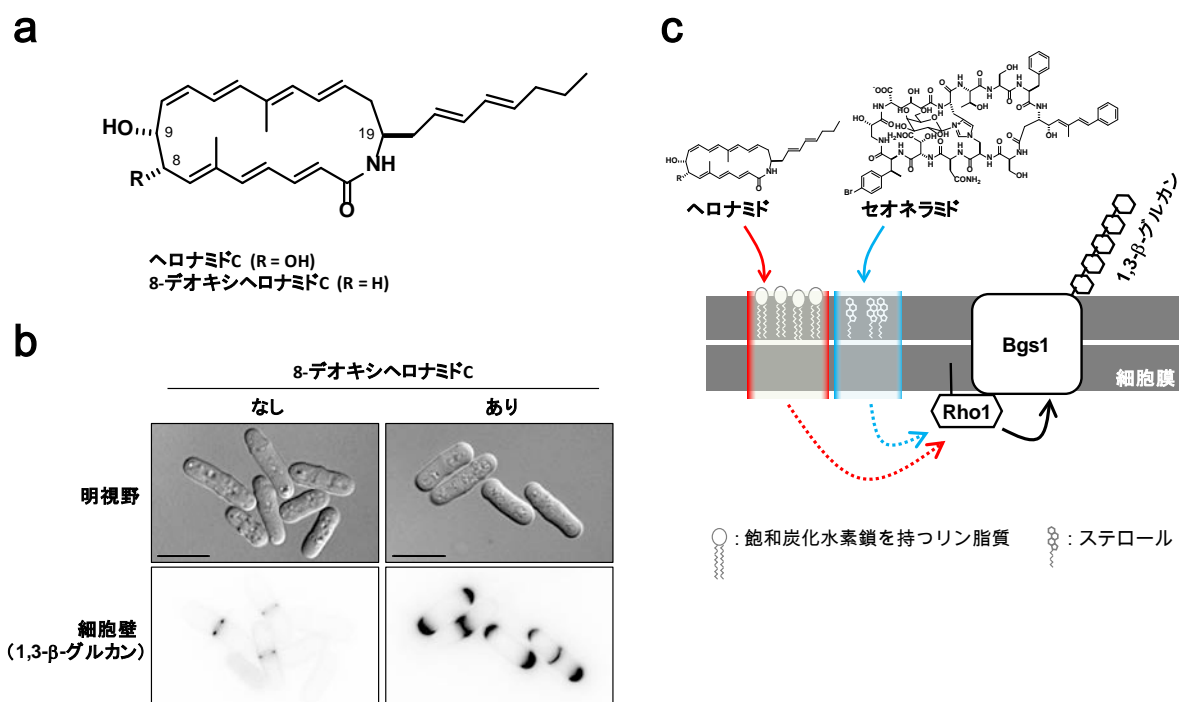 a
HO
9
8
R
19
NH
O
ヘロナミドC (R = OH)
8-デオキシヘロナミドC (R = H)
b
8-デオキシヘロナミドC
なし
あり
明視野
細胞壁
(1,3-β-グルカン)
c
ヘロナミド
セオネラミド
1,3-β-グルカン
Bgs1
細胞膜
Rho1
: 飽和炭化水素鎖を持つリン脂質
: ステロール